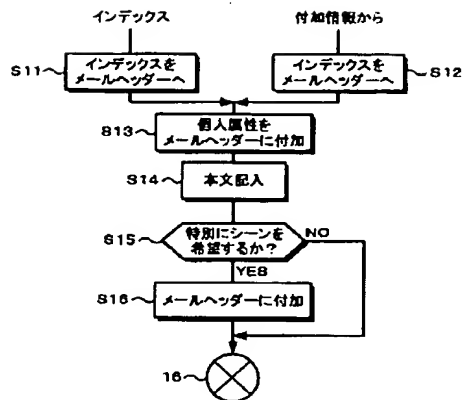 インデックス
付加情報から
S11
インデックスを
メールヘッダーへ
インデックスを
メールヘッダーへ
S12
S13
個人属性を
メールヘッダーに付加
S14
本文記入
S15
特別にシーンを
希望するか?
NO
YES
S16
メールヘッダーに付加
16